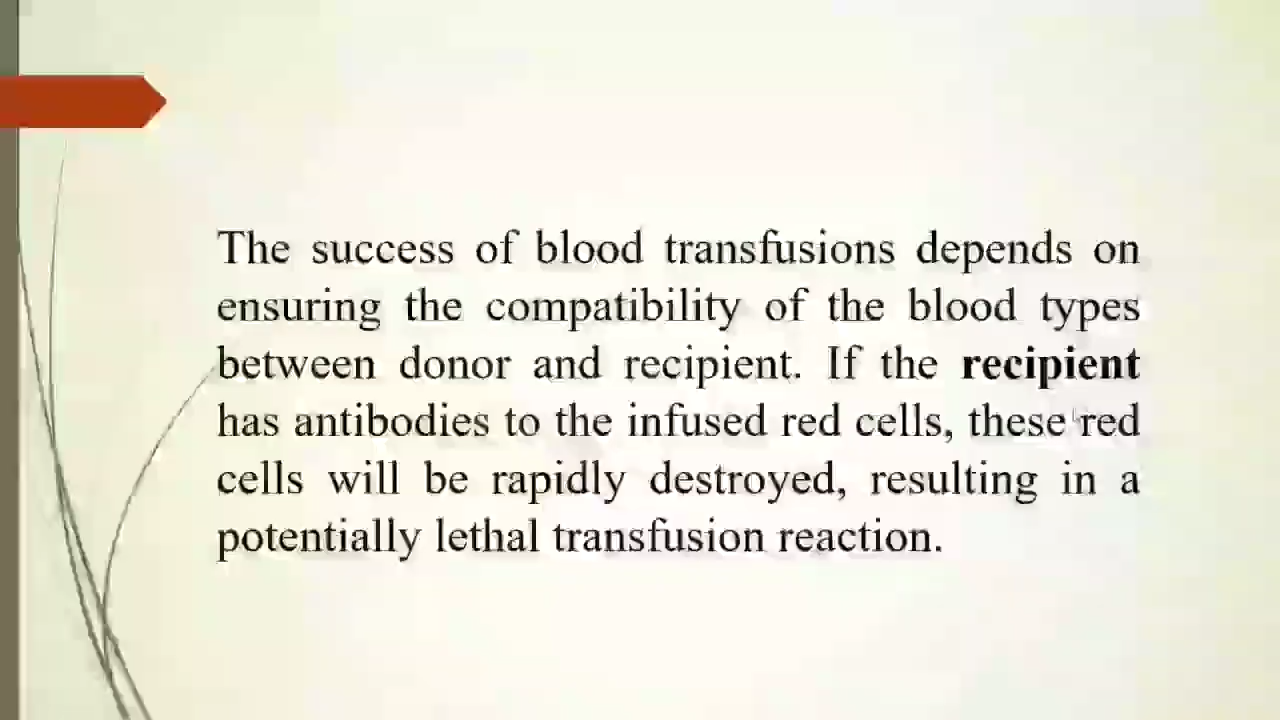 The success of blood transfusions depends on
ensuring the compatibility of the blood types
between donor and recipient. If the recipient
has antibodies to the infused red cells, these red
cells will be rapidly destroyed, resulting in a
potentially lethal transfusion reaction.